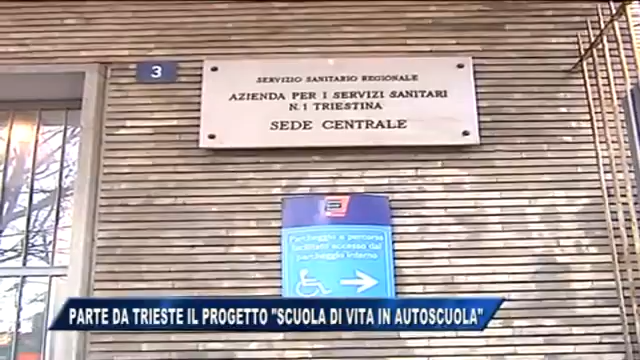 3
SERVIZIO SANITARIO REGIONALE
AZIENDA PER I SERVIZI SANITARI
N. 1 TRIESTINA
SEDE CENTRALE
Parcheggio e percorso
facilitato accesso dal
parcheggio interno
PARTE DA TRIESTE IL PROGETTO "SCUOLA DI VITA IN AUTOSCUOLA"